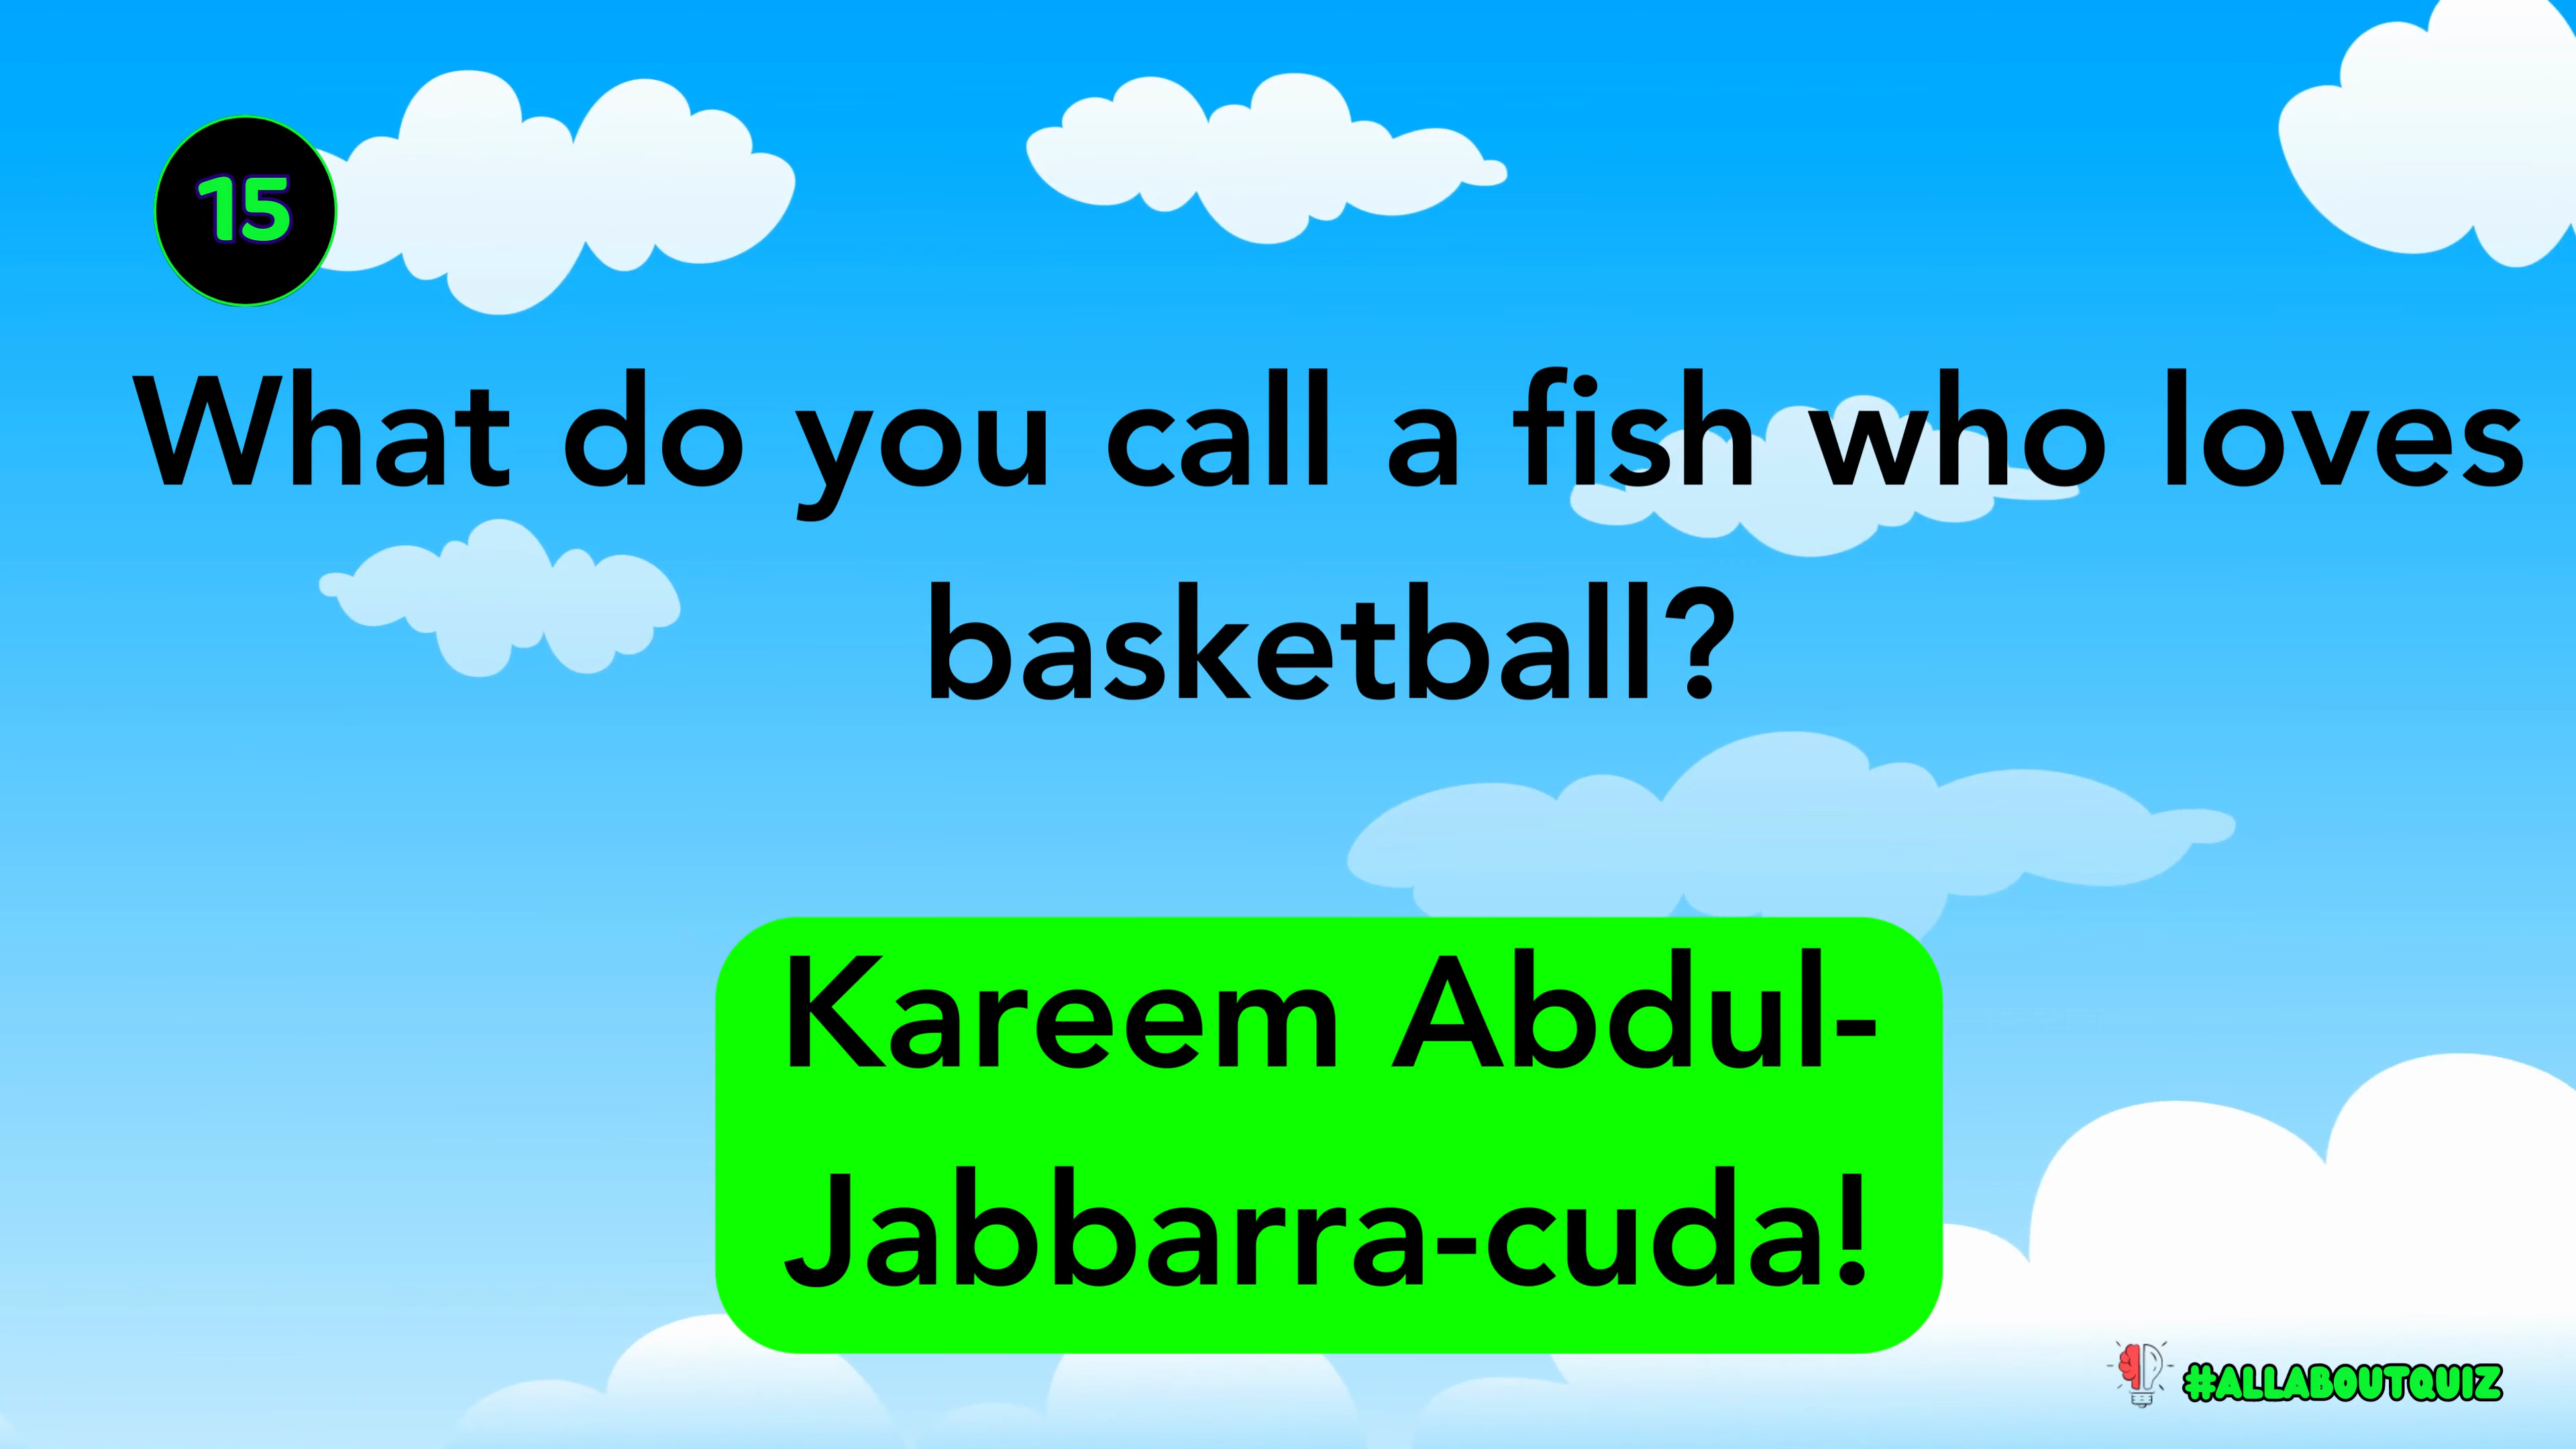 15
What do you call a fish who loves
basketball?
Kareem Abdul-
Jabbarra-cuda!
#ALLABOUTQUIZ